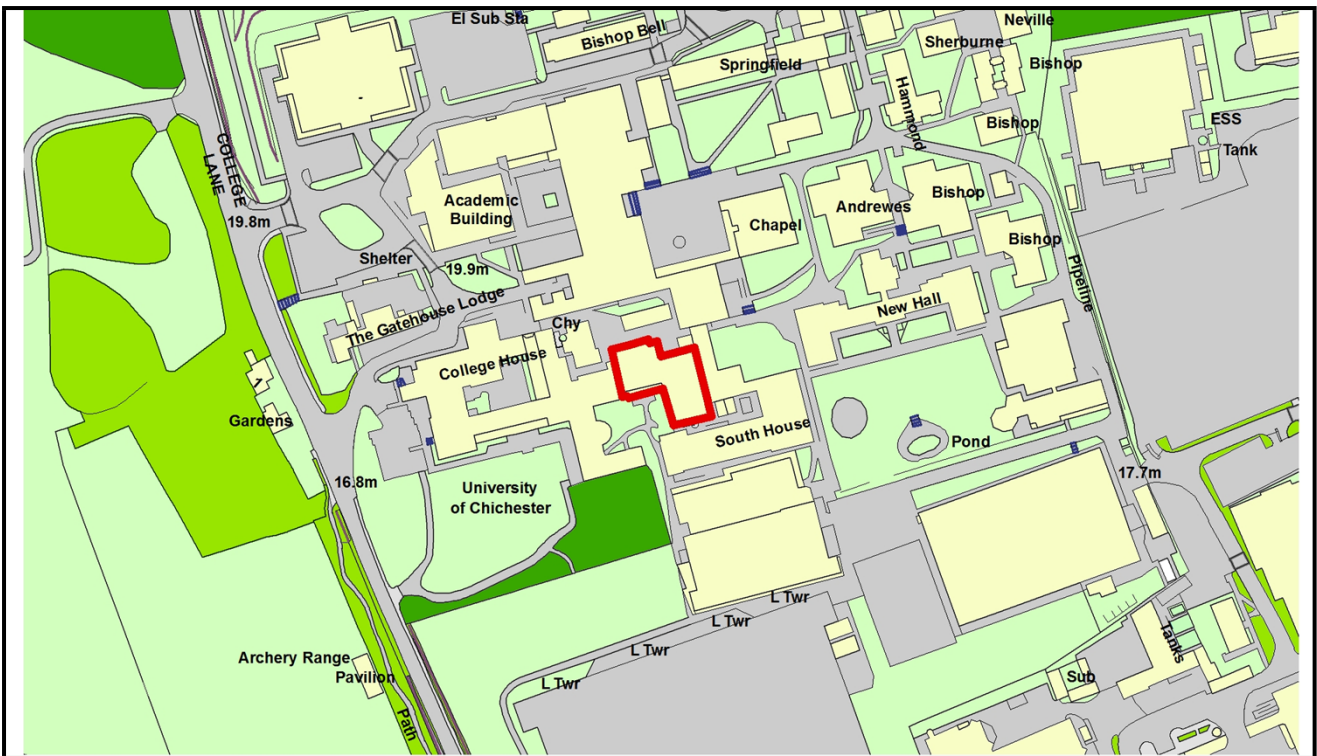 El Sub Sta
Bishop Bell
Neville
Sherburne
Springfield
Bishop
Hammond
Bishop
ESS
Tank
COLLEGE
LANE
Academic
Building
Andrewes
Bishop
19.8m
Chapel
Bishop
Shelter
19.9m
Pipeline
The Gatehouse Lodge
New Hall
Chy
College House
1
Gardens
South House
Pond
16.8m
17.7m
University
of Chichester
L Twr
L Twr
L Twr
L Twr
Tanks
Archery Range
Pavilion
Sub
Path